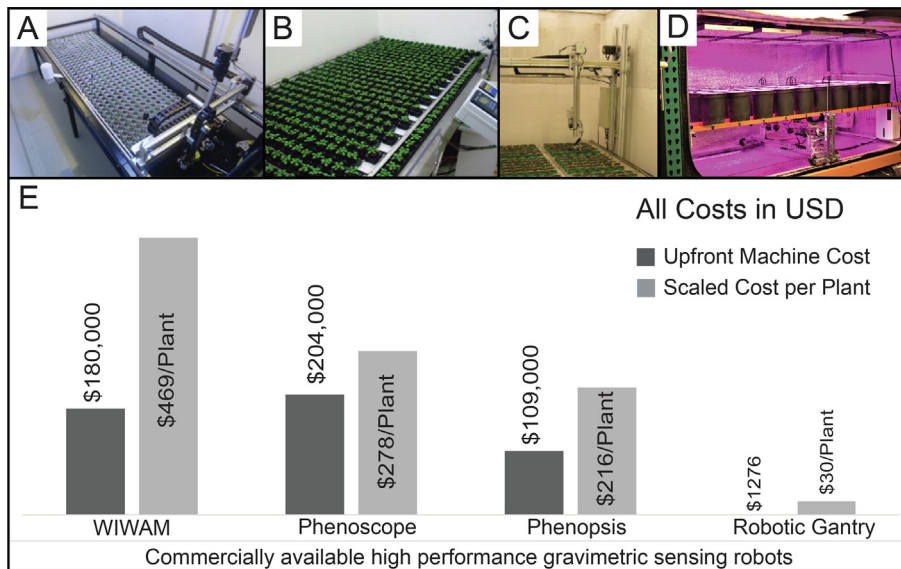 A
B
C
D
E
All Costs in USD
Upfront Machine Cost
Scaled Cost per Plant
$180,000
$469/Plant
$204,000
$278/Plant
$109,000
$216/Plant
$1276
$30/Plant
WIWAM
Phenoscope
Phenopsis
Robotic Gantry
Commercially available high performance gravimetric sensing robots